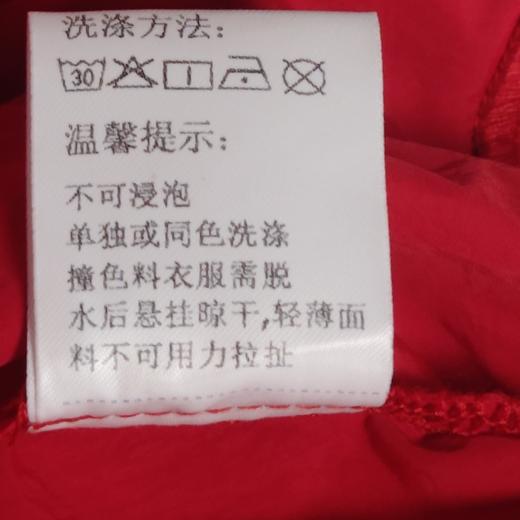 洗涤方法:
30
温馨提示:
不可浸泡
单独或同色洗涤
撞色料衣服需脱
水后悬挂晾干,轻薄面
料不可用力拉扯